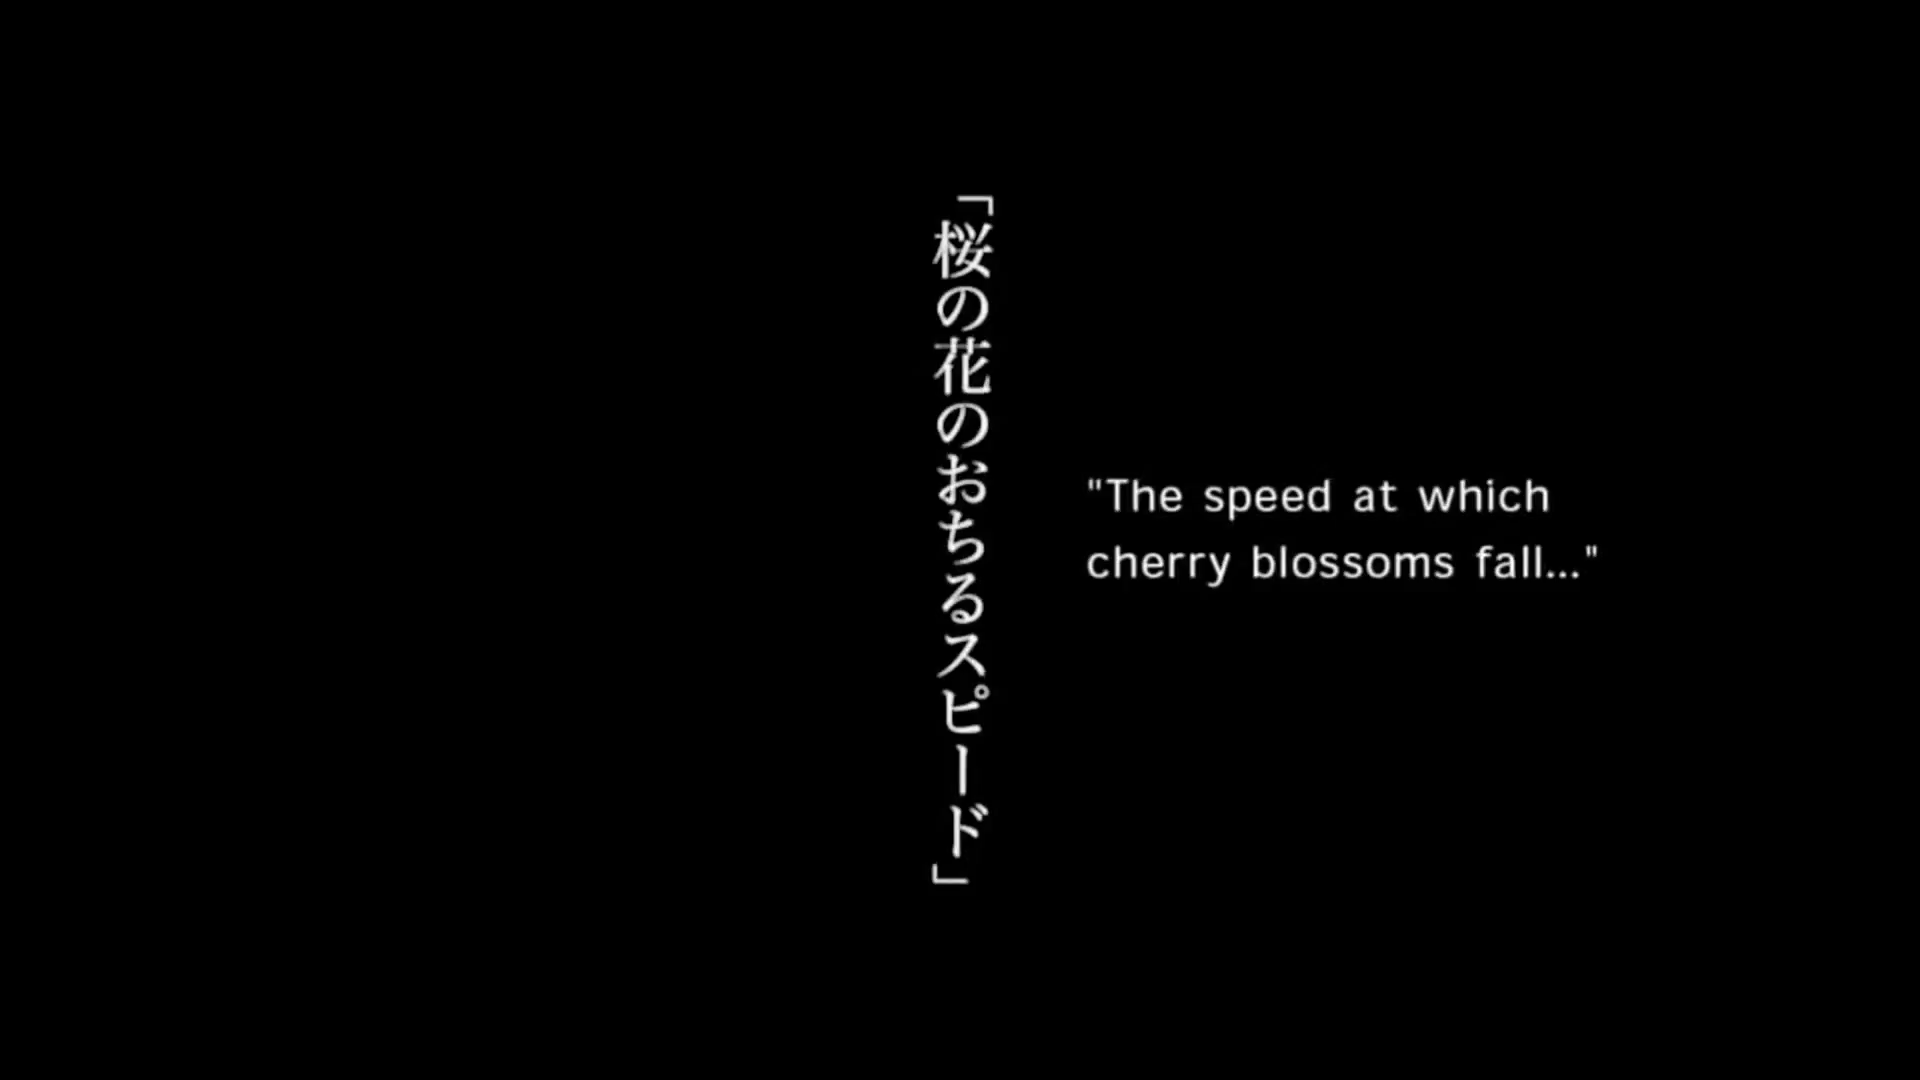 「桜の花のおちるスピード」
"The speed at which
cherry blossoms fall..."